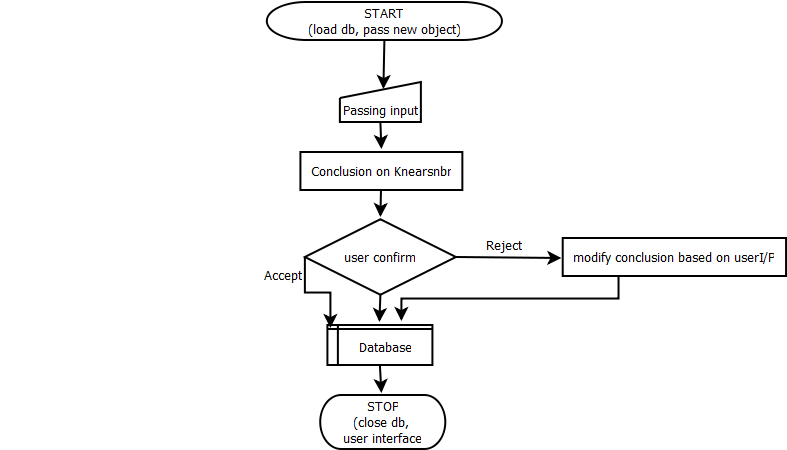 START
(load db, pass new object)
Passing input
Conclusion on Knearsnbr
user confirm
Reject
modify conclusion based on userI/F
Accept
Database
STOF
(close db,
user interface